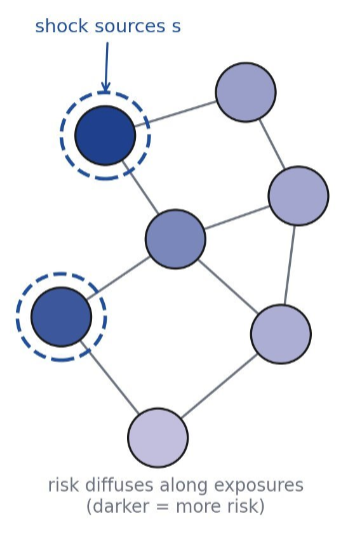 shock sources s
risk diffuses along exposures
(darker = more risk)